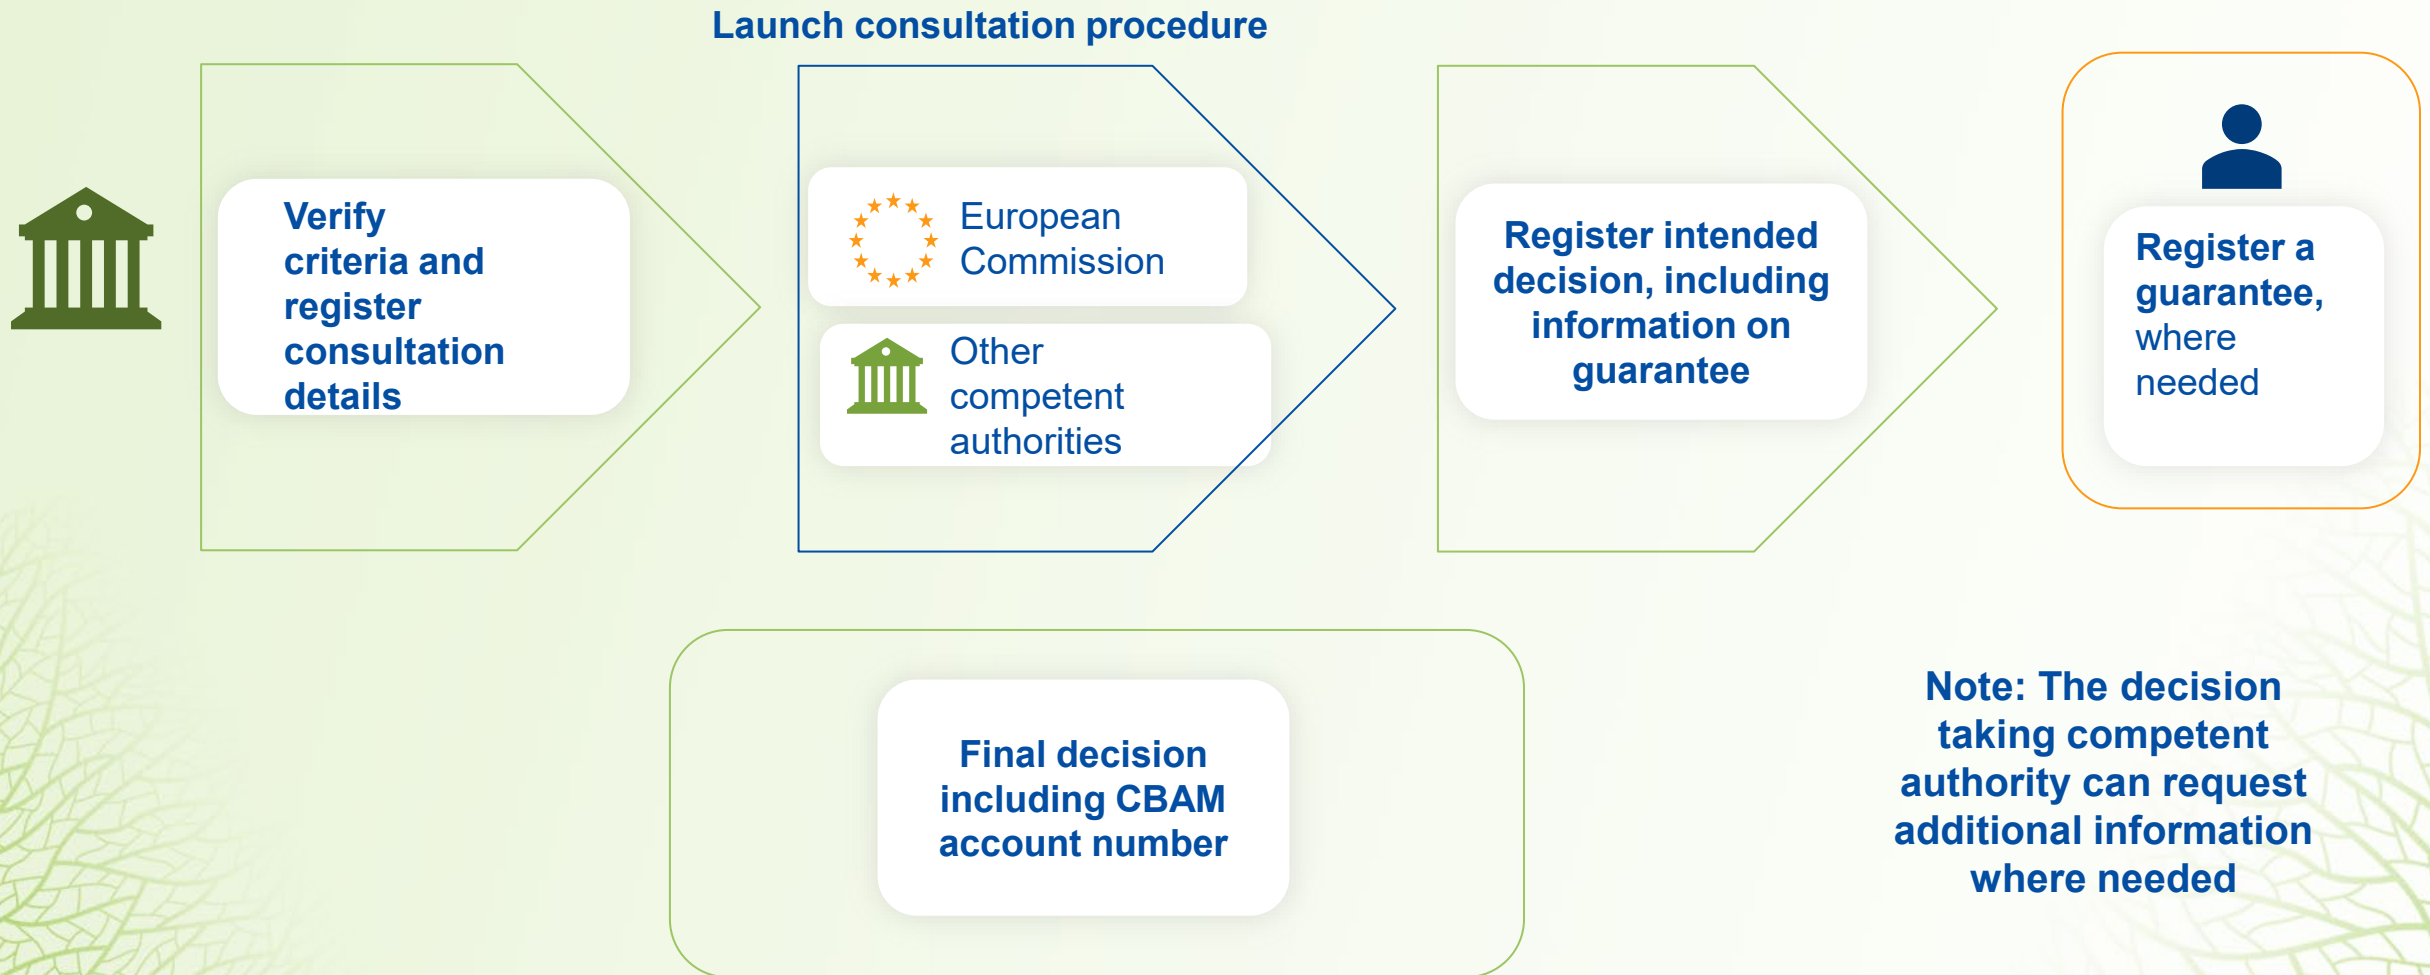 Launch consultation procedure
Verify
criteria and
register
consultation
details
European
Commission
Other
competent
authorities
Register intended
decision, including
information on
guarantee
Register a
guarantee,
where
needed
Final decision
including CBAM
account number
Note: The decision
taking competent
authority can request
additional information
where needed